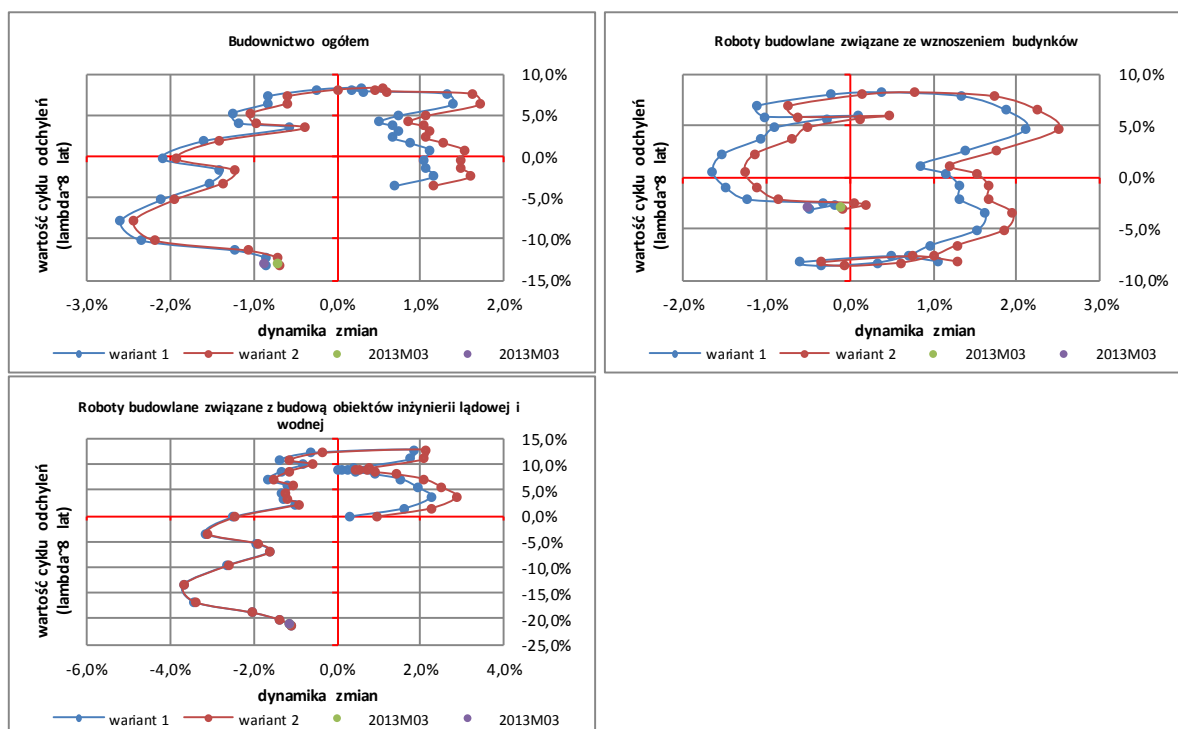 Budownictwo ogółem
wartość cyklu odchyleń
(lambda~8 lat)
10,0%
5,0%
0,0%
-5,0%
-10,0%
-15,0%
-3,0% -2,0% -1,0% 0,0% 1,0% 2,0%
dynamika zmian
wariant 1 wariant 2 2013M03 2013M03
Roboty budowlane związane ze wznoszeniem budynków
wartość cyklu odchyleń
(lambda~8 lat)
10,0%
5,0%
0,0%
-5,0%
-10,0%
-2,0% -1,0% 0,0% 1,0% 2,0% 3,0%
dynamika zmian
wariant 1 wariant 2 2013M03 2013M03
Roboty budowlane związane z budową obiektów inżynierii lądowej i
wodnej
wartość cyklu odchyleń
(lambda~8 lat)
15,0%
10,0%
5,0%
0,0%
-5,0%
-10,0%
-15,0%
-20,0%
-25,0%
-6,0% -4,0% -2,0% 0,0% 2,0% 4,0%
dynamika zmian
wariant 1 wariant 2 2013M03 2013M03